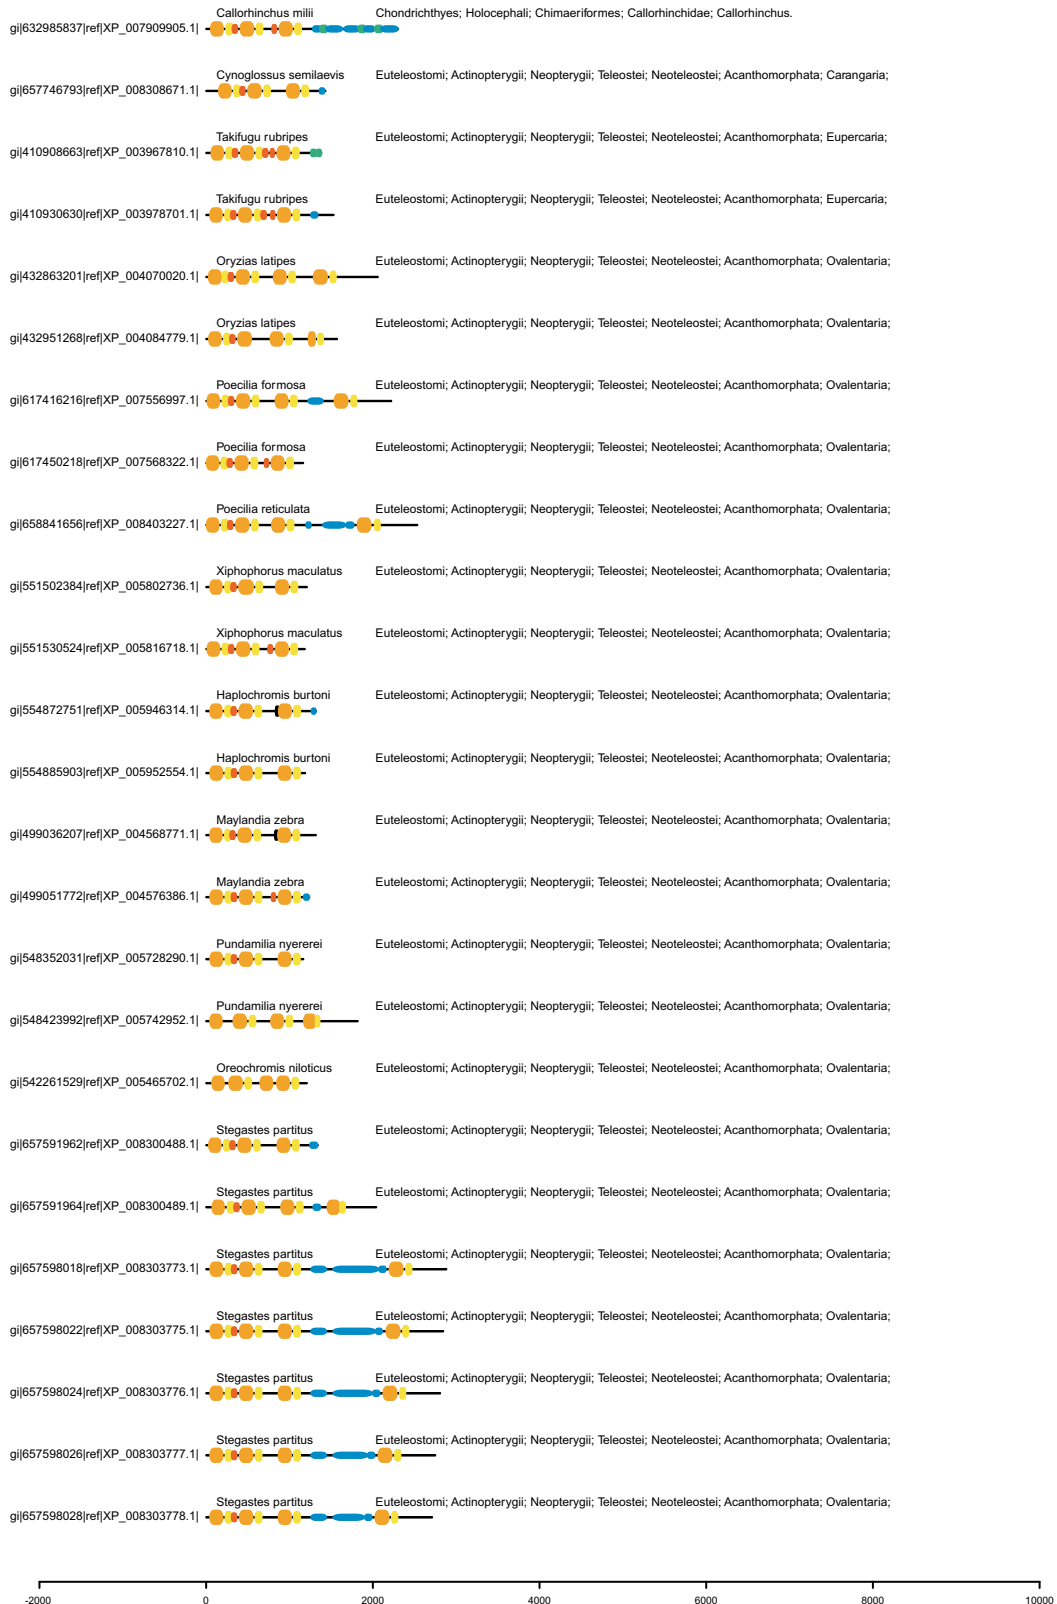 Callorhinchus milii Chondrichthyes; Holocephali; Chimaeriformes; Callorhinchidae; Callorhinchus.
gi|632985837|ref|XP_007909905.1|
Cynoglossus semilaevis Euteleostomi; Actinopterygii; Neopterygii; Teleostei; Neoteleostei; Acanthomorphata; Carangaria;
gi|657746793|ref|XP_008308671.1|
Takifugu rubripes Euteleostomi; Actinopterygii; Neopterygii; Teleostei; Neoteleostei; Acanthomorphata; Eupercaria;
gi|410908663|ref|XP_003967810.1|
Takifugu rubripes Euteleostomi; Actinopterygii; Neopterygii; Teleostei; Neoteleostei; Acanthomorphata; Eupercaria;
gi|410930630|ref|XP_003978701.1|
Oryzias latipes Euteleostomi; Actinopterygii; Neopterygii; Teleostei; Neoteleostei; Acanthomorphata; Ovalentaria;
gi|432863201|ref|XP_004070020.1|
Oryzias latipes Euteleostomi; Actinopterygii; Neopterygii; Teleostei; Neoteleostei; Acanthomorphata; Ovalentaria;
gi|432951268|ref|XP_004084779.1|
Poecilia formosa Euteleostomi; Actinopterygii; Neopterygii; Teleostei; Neoteleostei; Acanthomorphata; Ovalentaria;
gi|617416216|ref|XP_007556997.1|
Poecilia formosa Euteleostomi; Actinopterygii; Neopterygii; Teleostei; Neoteleostei; Acanthomorphata; Ovalentaria;
gi|617450218|ref|XP_007568322.1|
Poecilia reticulata Euteleostomi; Actinopterygii; Neopterygii; Teleostei; Neoteleostei; Acanthomorphata; Ovalentaria;
gi|658841656|ref|XP_008403227.1|
Xiphophorus maculatus Euteleostomi; Actinopterygii; Neopterygii; Teleostei; Neoteleostei; Acanthomorphata; Ovalentaria;
gi|551502384|ref|XP_005802736.1|
Xiphophorus maculatus Euteleostomi; Actinopterygii; Neopterygii; Teleostei; Neoteleostei; Acanthomorphata; Ovalentaria;
gi|551530524|ref|XP_005816718.1|
Haplochromis burtoni Euteleostomi; Actinopterygii; Neopterygii; Teleostei; Neoteleostei; Acanthomorphata; Ovalentaria;
gi|554872751|ref|XP_005946314.1|
Haplochromis burtoni Euteleostomi; Actinopterygii; Neopterygii; Teleostei; Neoteleostei; Acanthomorphata; Ovalentaria;
gi|554885903|ref|XP_005952554.1|
Maylandia zebra Euteleostomi; Actinopterygii; Neopterygii; Teleostei; Neoteleostei; Acanthomorphata; Ovalentaria;
gi|499036207|ref|XP_004568771.1|
Maylandia zebra Euteleostomi; Actinopterygii; Neopterygii; Teleostei; Neoteleostei; Acanthomorphata; Ovalentaria;
gi|499051772|ref|XP_004576386.1|
Pundamilia nyererei Euteleostomi; Actinopterygii; Neopterygii; Teleostei; Neoteleostei; Acanthomorphata; Ovalentaria;
gi|548352031|ref|XP_005728290.1|
Pundamilia nyererei Euteleostomi; Actinopterygii; Neopterygii; Teleostei; Neoteleostei; Acanthomorphata; Ovalentaria;
gi|548423992|ref|XP_005742952.1|
Oreochromis niloticus Euteleostomi; Actinopterygii; Neopterygii; Teleostei; Neoteleostei; Acanthomorphata; Ovalentaria;
gi|542261529|ref|XP_005465702.1|
Stegastes partitus Euteleostomi; Actinopterygii; Neopterygii; Teleostei; Neoteleostei; Acanthomorphata; Ovalentaria;
gi|657591962|ref|XP_008300488.1|
Stegastes partitus Euteleostomi; Actinopterygii; Neopterygii; Teleostei; Neoteleostei; Acanthomorphata; Ovalentaria;
gi|657591964|ref|XP_008300489.1|
Stegastes partitus Euteleostomi; Actinopterygii; Neopterygii; Teleostei; Neoteleostei; Acanthomorphata; Ovalentaria;
gi|657598018|ref|XP_008303773.1|
Stegastes partitus Euteleostomi; Actinopterygii; Neopterygii; Teleostei; Neoteleostei; Acanthomorphata; Ovalentaria;
gi|657598022|ref|XP_008303775.1|
Stegastes partitus Euteleostomi; Actinopterygii; Neopterygii; Teleostei; Neoteleostei; Acanthomorphata; Ovalentaria;
gi|657598024|ref|XP_008303776.1|
Stegastes partitus Euteleostomi; Actinopterygii; Neopterygii; Teleostei; Neoteleostei; Acanthomorphata; Ovalentaria;
gi|657598026|ref|XP_008303777.1|
Stegastes partitus Euteleostomi; Actinopterygii; Neopterygii; Teleostei; Neoteleostei; Acanthomorphata; Ovalentaria;
gi|657598028|ref|XP_008303778.1|
-2000 0 2000 4000 6000 8000 10000